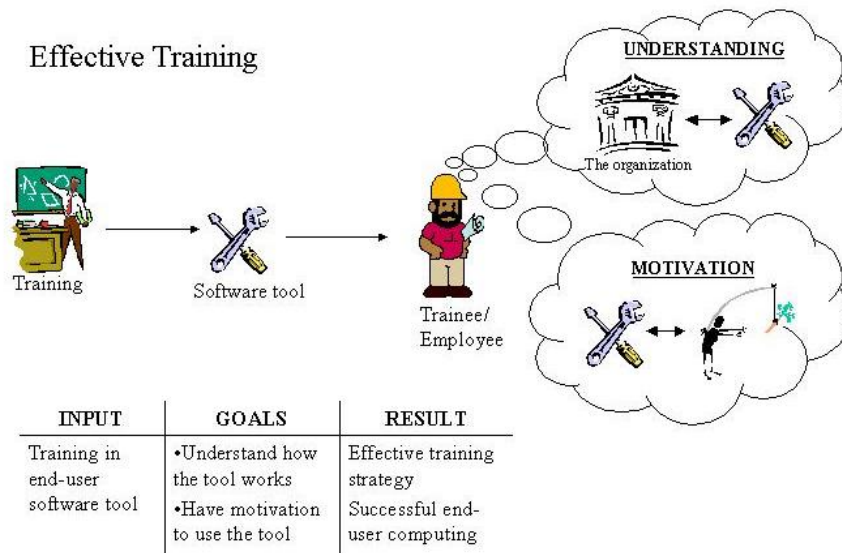 Effective Training
UNDERSTANDING
The organization
Training
Software tool
Trainee/
Employee
MOTIVATION
INPUT GOALS RESULT
Training in
end-user
software tool
•Understand how
the tool works
•Have motivation
to use the tool
Effective training
strategy
Successful end-
user computing